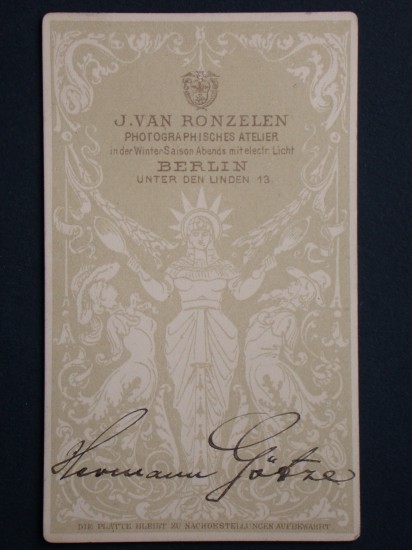 J. VAN RONZELEN
PHOTOGRAPHISCHES ATELIER
in der Winter-Saison Abends mit electr. Licht
BERLIN
UNTER DEN LINDEN 13.
Hermann Götze
DIE PLATTE BLEIBT ZU NACHBESTELLUNGEN AUFBEWAHRT.